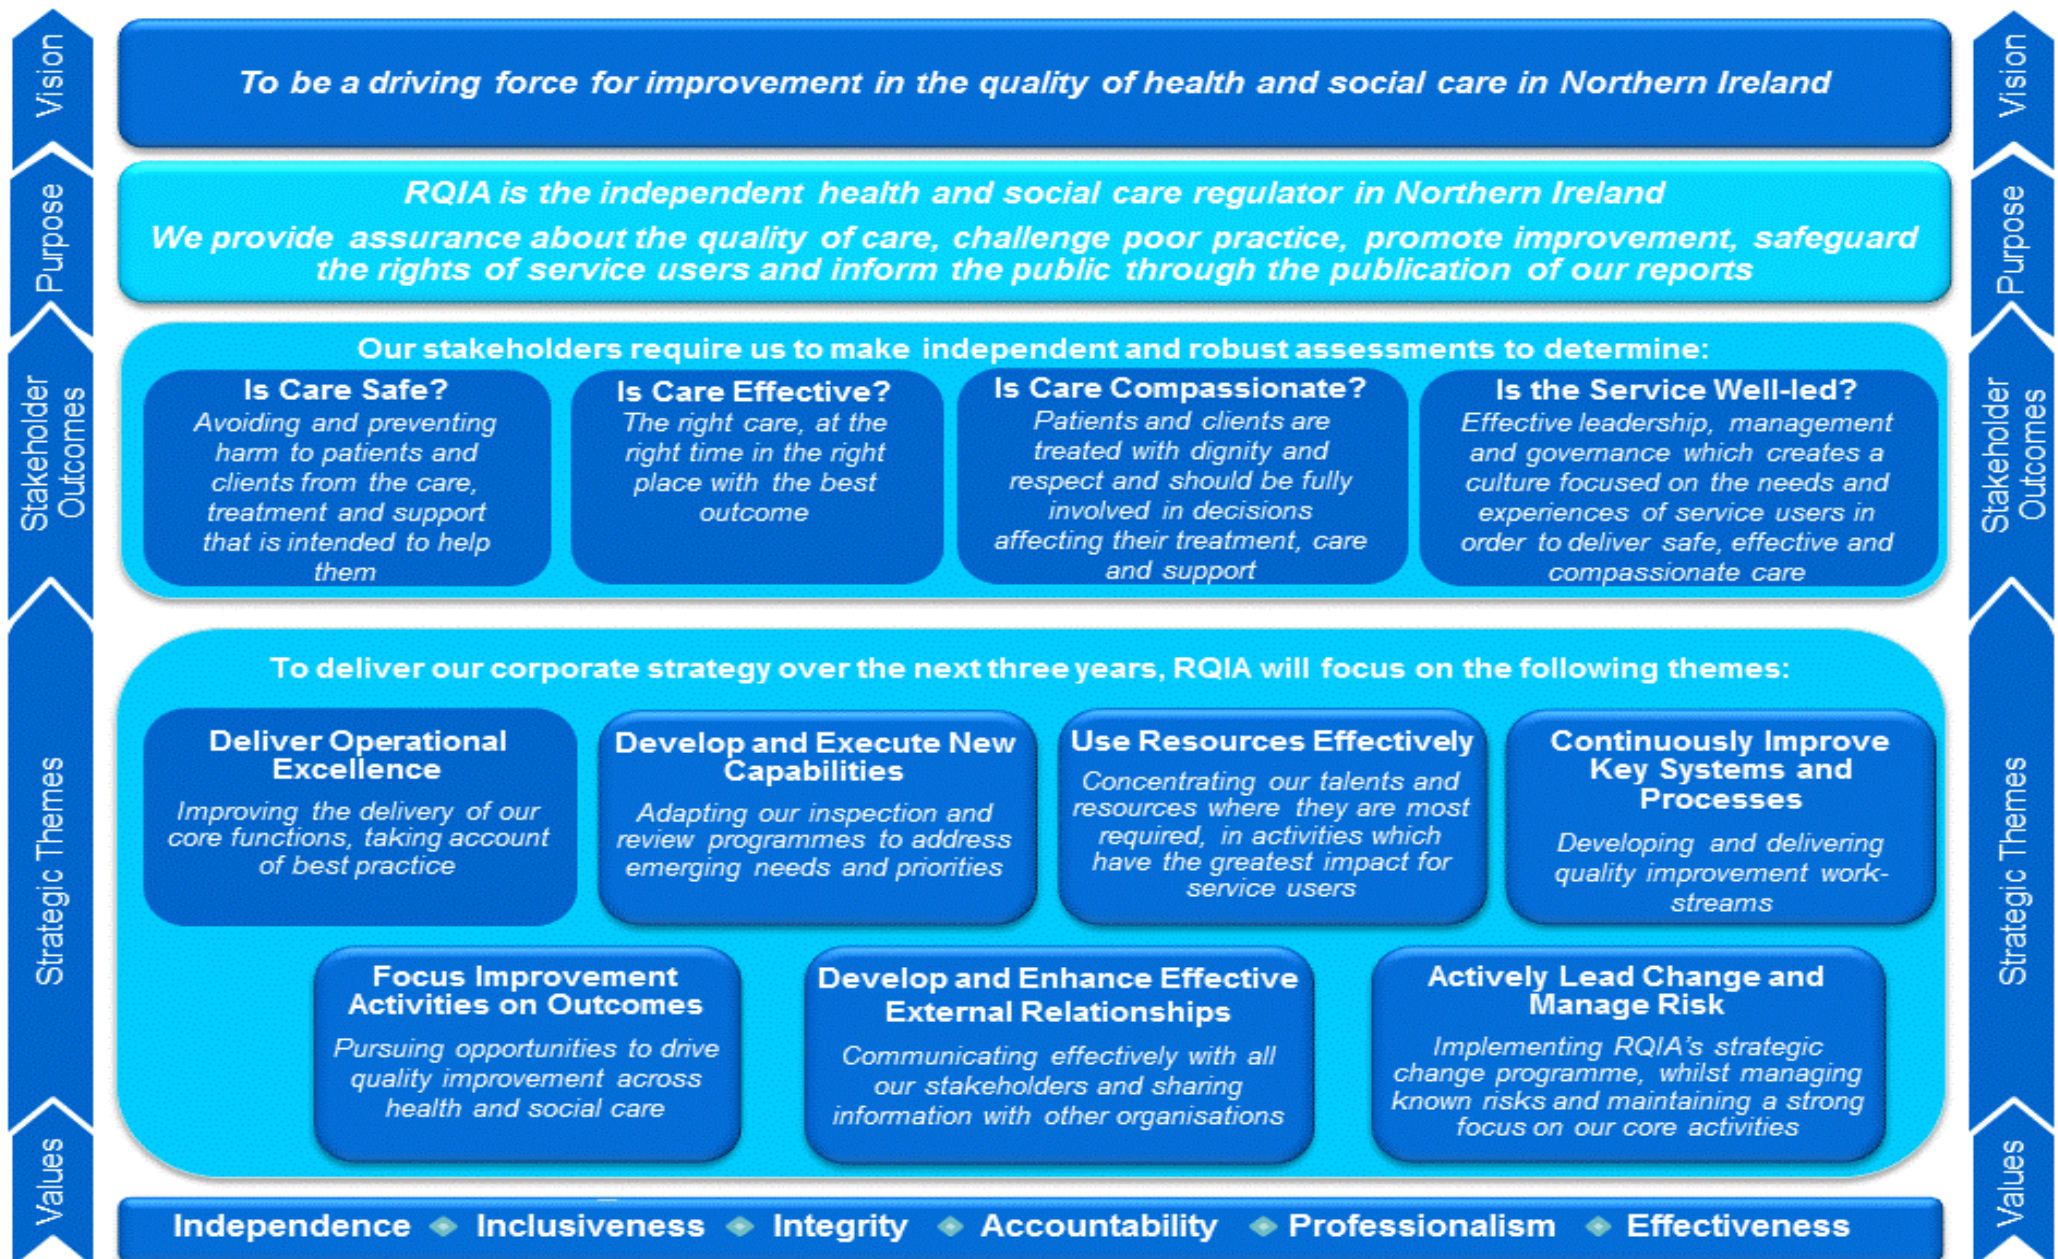 Vision
To be a driving force for improvement in the quality of health and social care in Northern Ireland
Vision
Purpose
RQIA is the independent health and social care regulator in Northern Ireland
We provide assurance about the quality of care, challenge poor practice, promote improvement, safeguard
the rights of service users and inform the public through the publication of our reports
Purpose
Stakeholder
Outcomes
Our stakeholders require us to make independent and robust assessments to determine:
Is Care Safe?
Avoiding and preventing
harm to patients and
clients from the care,
treatment and support
that is intended to help
them
Is Care Effective?
The right care, at the
right time in the right
place with the best
outcome
Is Care Compassionate?
Patients and clients are
treated with dignity and
respect and should be fully
involved in decisions
affecting their treatment, care
and support
Is the Service Well-led?
Effective leadership, management
and governance which creates a
culture focused on the needs and
experiences of service users in
order to deliver safe, effective and
compassionate care
Stakeholder
Outcomes
Strategic Themes
To deliver our corporate strategy over the next three years, RQIA will focus on the following themes:
Deliver Operational
Excellence
Improving the delivery of our
core functions, taking account
of best practice
Develop and Execute New
Capabilities
Adapting our inspection and
review programmes to address
emerging needs and priorities
Use Resources Effectively
Concentrating our talents and
resources where they are most
required, in activities which
have the greatest impact for
service users
Continuously Improve
Key Systems and
Processes
Developing and delivering
quality improvement work-
streams
Focus Improvement
Activities on Outcomes
Pursuing opportunities to drive
quality improvement across
health and social care
Develop and Enhance Effective
External Relationships
Communicating effectively with all
our stakeholders and sharing
information with other organisations
Actively Lead Change and
Manage Risk
Implementing RQIA's strategic
change programme, whilst managing
known risks and maintaining a strong
focus on our core activities
Strategic Themes
Values
Independence Inclusiveness Integrity Accountability Professionalism Effectiveness
Values